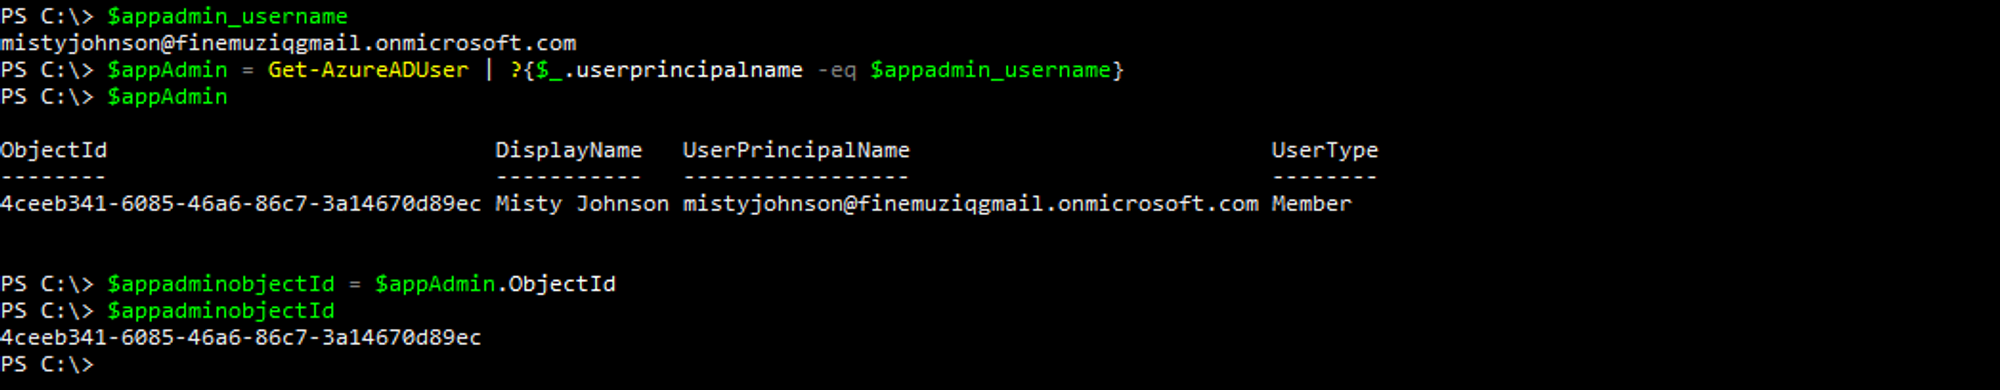 PS C:\> $appadmin_username
mistyjohnson@finemuziqgmail.onmicrosoft.com
PS C:\> $appAdmin = Get-AzureADUser | ?{$_.userprincipalname -eq $appadmin_username}
PS C:\> $appAdmin
ObjectId DisplayName UserPrincipalName UserType
-------- ----------- ----------------- --------
4ceeb341-6085-46a6-86c7-3a14670d89ec Misty Johnson mistyjohnson@finemuziqgmail.onmicrosoft.com Member
PS C:\> $appadminobjectId = $appAdmin.ObjectId
PS C:\> $appadminobjectId
4ceeb341-6085-46a6-86c7-3a14670d89ec
PS C:\>